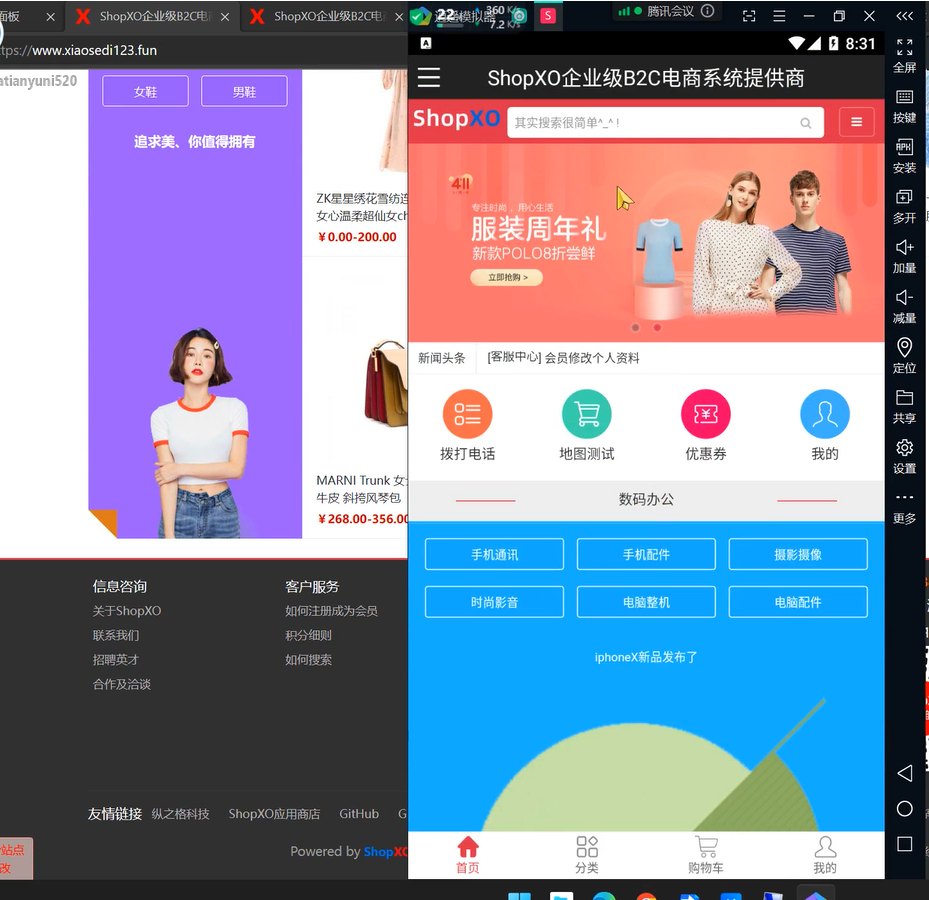 面板
ShopXO企业级B2C电
ShopXO企业级B2C电
逍遥模拟器
22
360 K/s
7.2 K/s
S
腾讯会议
ttps://www.xiaosedi123.fun
atianyuni520
女鞋
男鞋
追求美、你值得拥有
ZK星星绣花雪纺连
女心温柔超仙女ch
￥0.00-200.00
MARNI Trunk 女
牛皮 斜挎风琴包
￥268.00-356.00
信息咨询
关于ShopXO
联系我们
招聘英才
合作及洽谈
客户服务
如何注册成为会员
积分细则
如何搜索
友情链接
纵之格科技
ShopXO应用商店
GitHub
G
Powered by ShopXO
站点
改
A
8:31
ShopXO企业级B2C电商系统提供商
ShopXO
其实搜索很简单^_^ !
411
专注时尚，用心生活
服装周年礼
新款POLO8折尝鲜
立即抢购 >
新闻头条
[客服中心] 会员修改个人资料
拨打电话
地图测试
优惠券
我的
数码办公
手机通讯
手机配件
摄影摄像
时尚影音
电脑整机
电脑配件
iphoneX新品发布了
首页
分类
购物车
我的
全屏
按键
APK
安装
多开
加量
减量
定位
共享
设置
更多